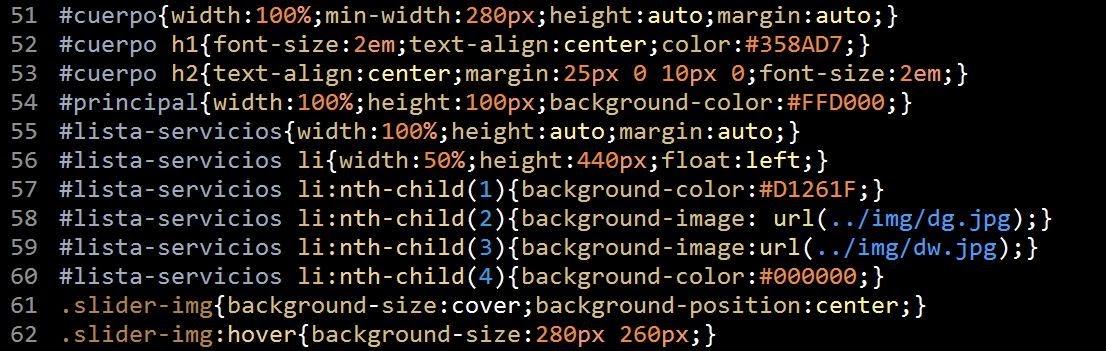 51 #cuerpo{width:100%;min-width:280px;height:auto;margin:auto;}
52 #cuerpo h1{font-size:2em;text-align:center;color:#358AD7;}
53 #cuerpo h2{text-align:center;margin:25px 0 10px 0;font-size:2em;}
54 #principal{width:100%;height:100px;background-color:#FFD000;}
55 #lista-servicios{width:100%;height:auto;margin:auto;}
56 #lista-servicios li{width:50%;height:440px;float:left;}
57 #lista-servicios li:nth-child(1){background-color:#D1261F;}
58 #lista-servicios li:nth-child(2){background-image: url(../img/dg.jpg);}
59 #lista-servicios li:nth-child(3){background-image:url(../img/dw.jpg);}
60 #lista-servicios li:nth-child(4){background-color:#000000;}
61 .slider-img{background-size:cover;background-position:center;}
62 .slider-img:hover{background-size:280px 260px;}